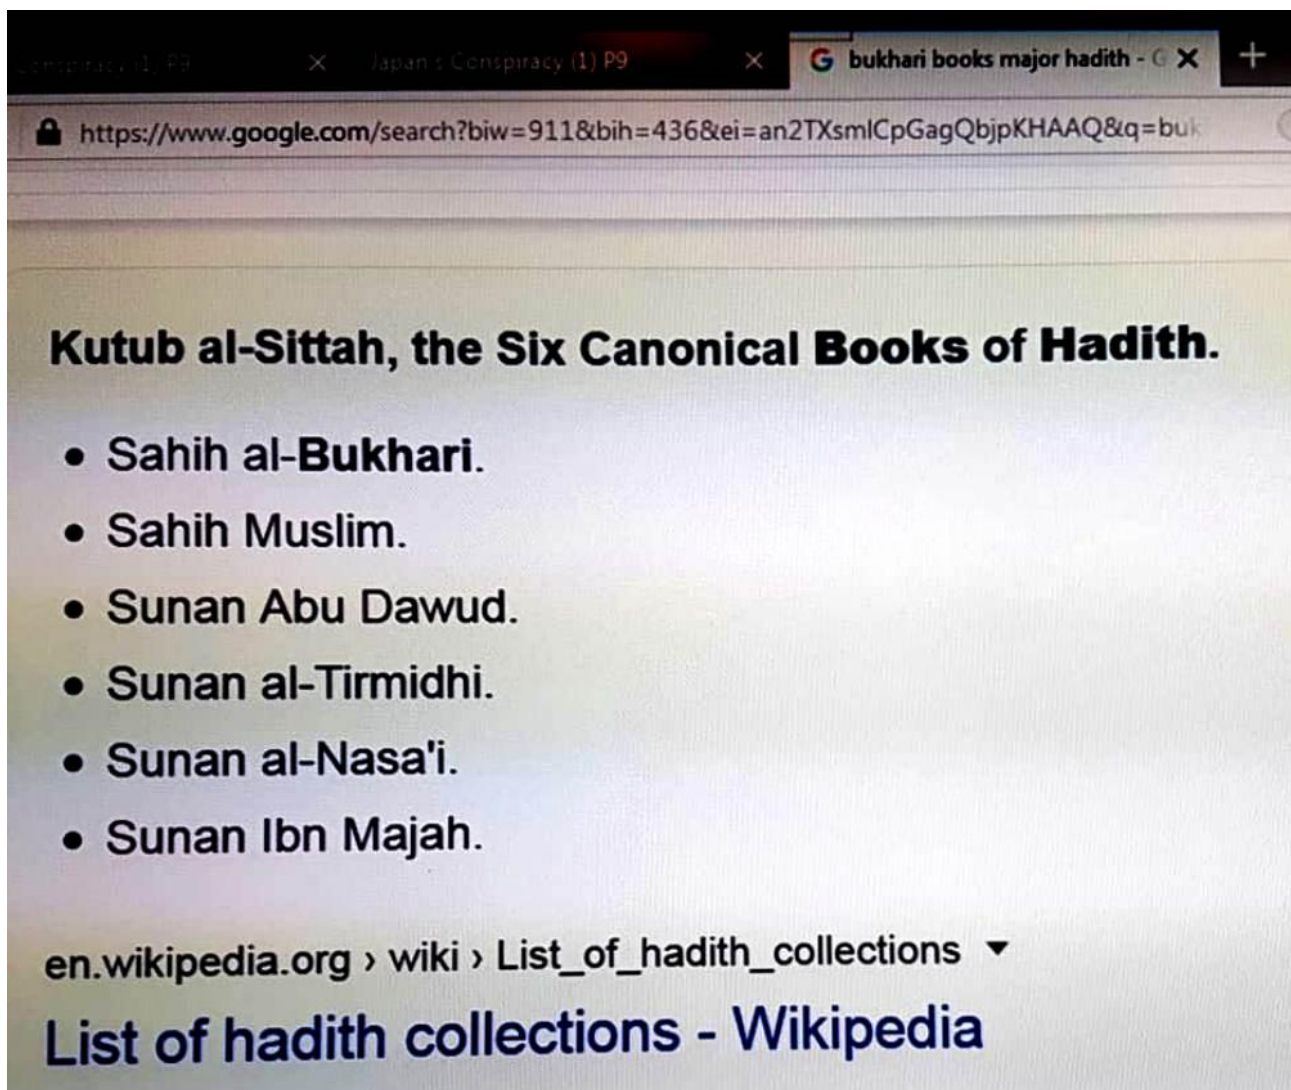 Japan s Conspiracy (1) P9
bukhari books major hadith - G
https://www.google.com/search?biw=911&bih=436&ei=an2TXsmICpGagQbjpKHAAQ&q=buk
Kutub al-Sittah, the Six Canonical Books of Hadith.
• Sahih al-Bukhari.
• Sahih Muslim.
• Sunan Abu Dawud.
• Sunan al-Tirmidhi.
• Sunan al-Nasa'i.
• Sunan Ibn Majah.
en.wikipedia.org › wiki › List_of_hadith_collections
List of hadith collections - Wikipedia